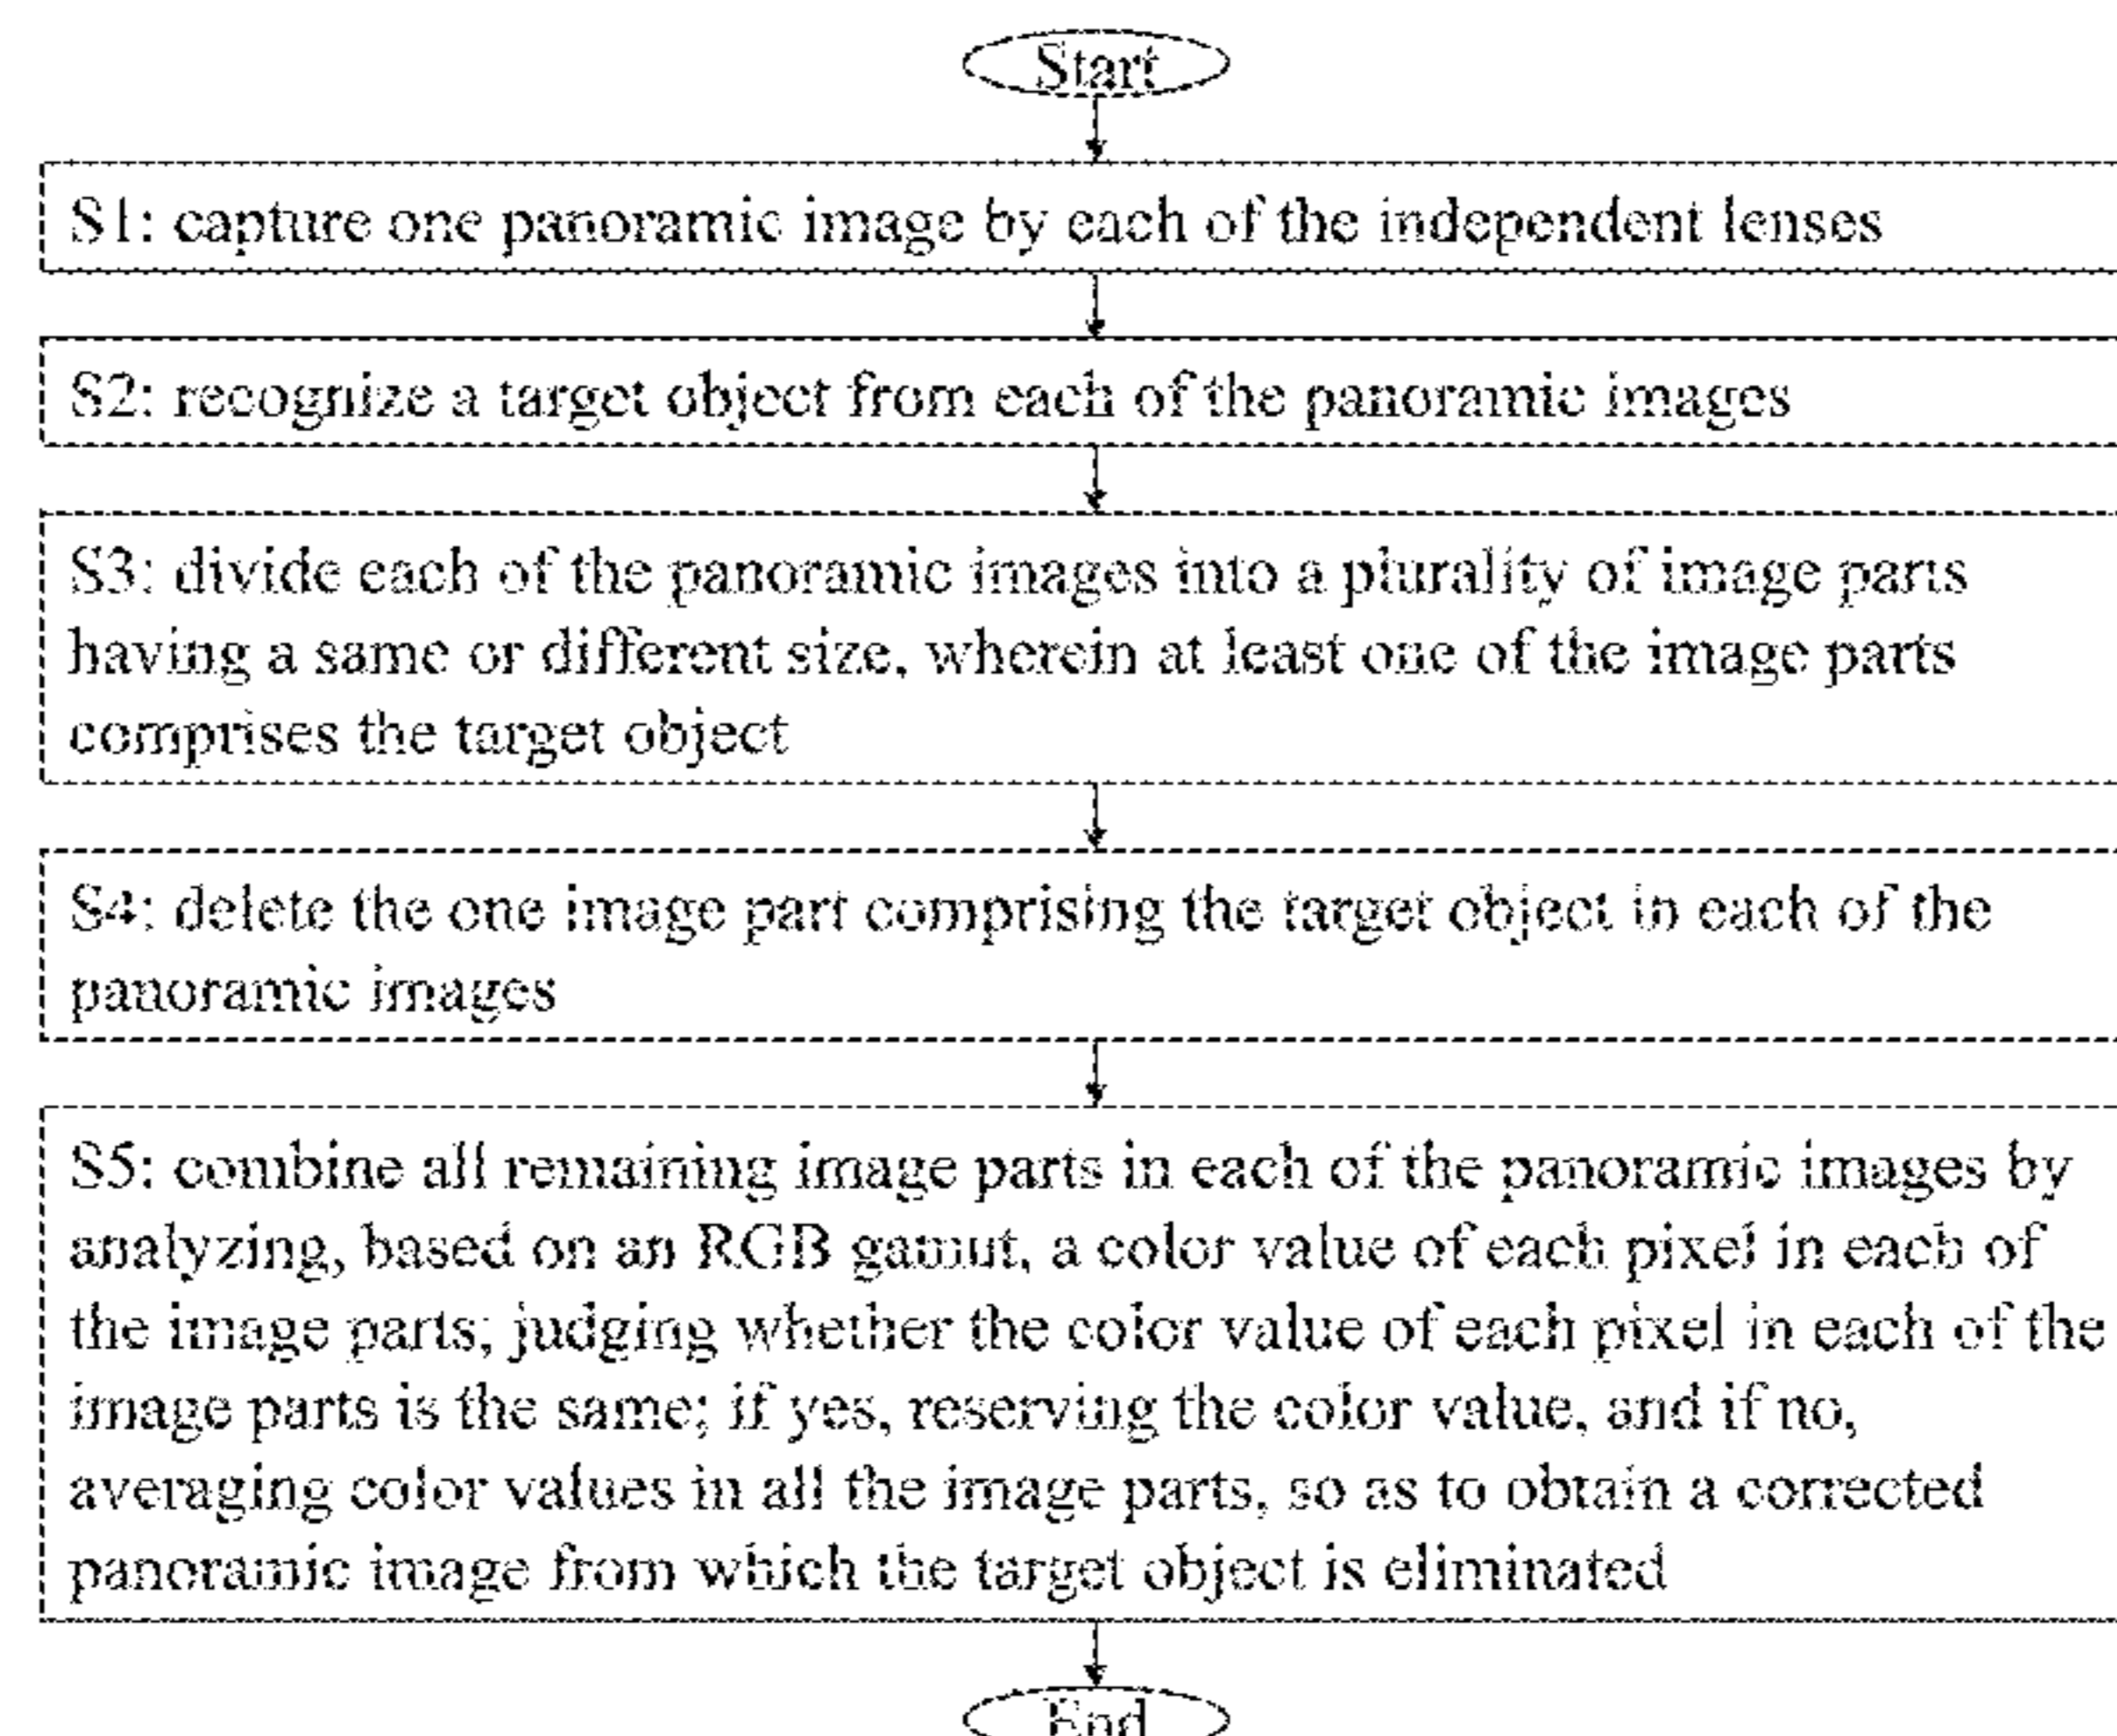 Start
S1: capture one panoramic image by each of the independent lenses
S2: recognize a target object from each of the panoramic images
S3: divide each of the panoramic images into a plurality of image parts
having a same or different size, wherein at least one of the image parts
comprises the target object
S4: delete the one image part comprising the target object in each of the
panoramic images
S5: combine all remaining image parts in each of the panoramic images by
analyzing, based on an RGB gamut, a color value of each pixel in each of
the image parts; judging whether the color value of each pixel in each of the
image parts is the same; if yes, reserving the color value, and if no,
averaging color values in all the image parts, so as to obtain a corrected
panoramic image from which the target object is eliminated
End